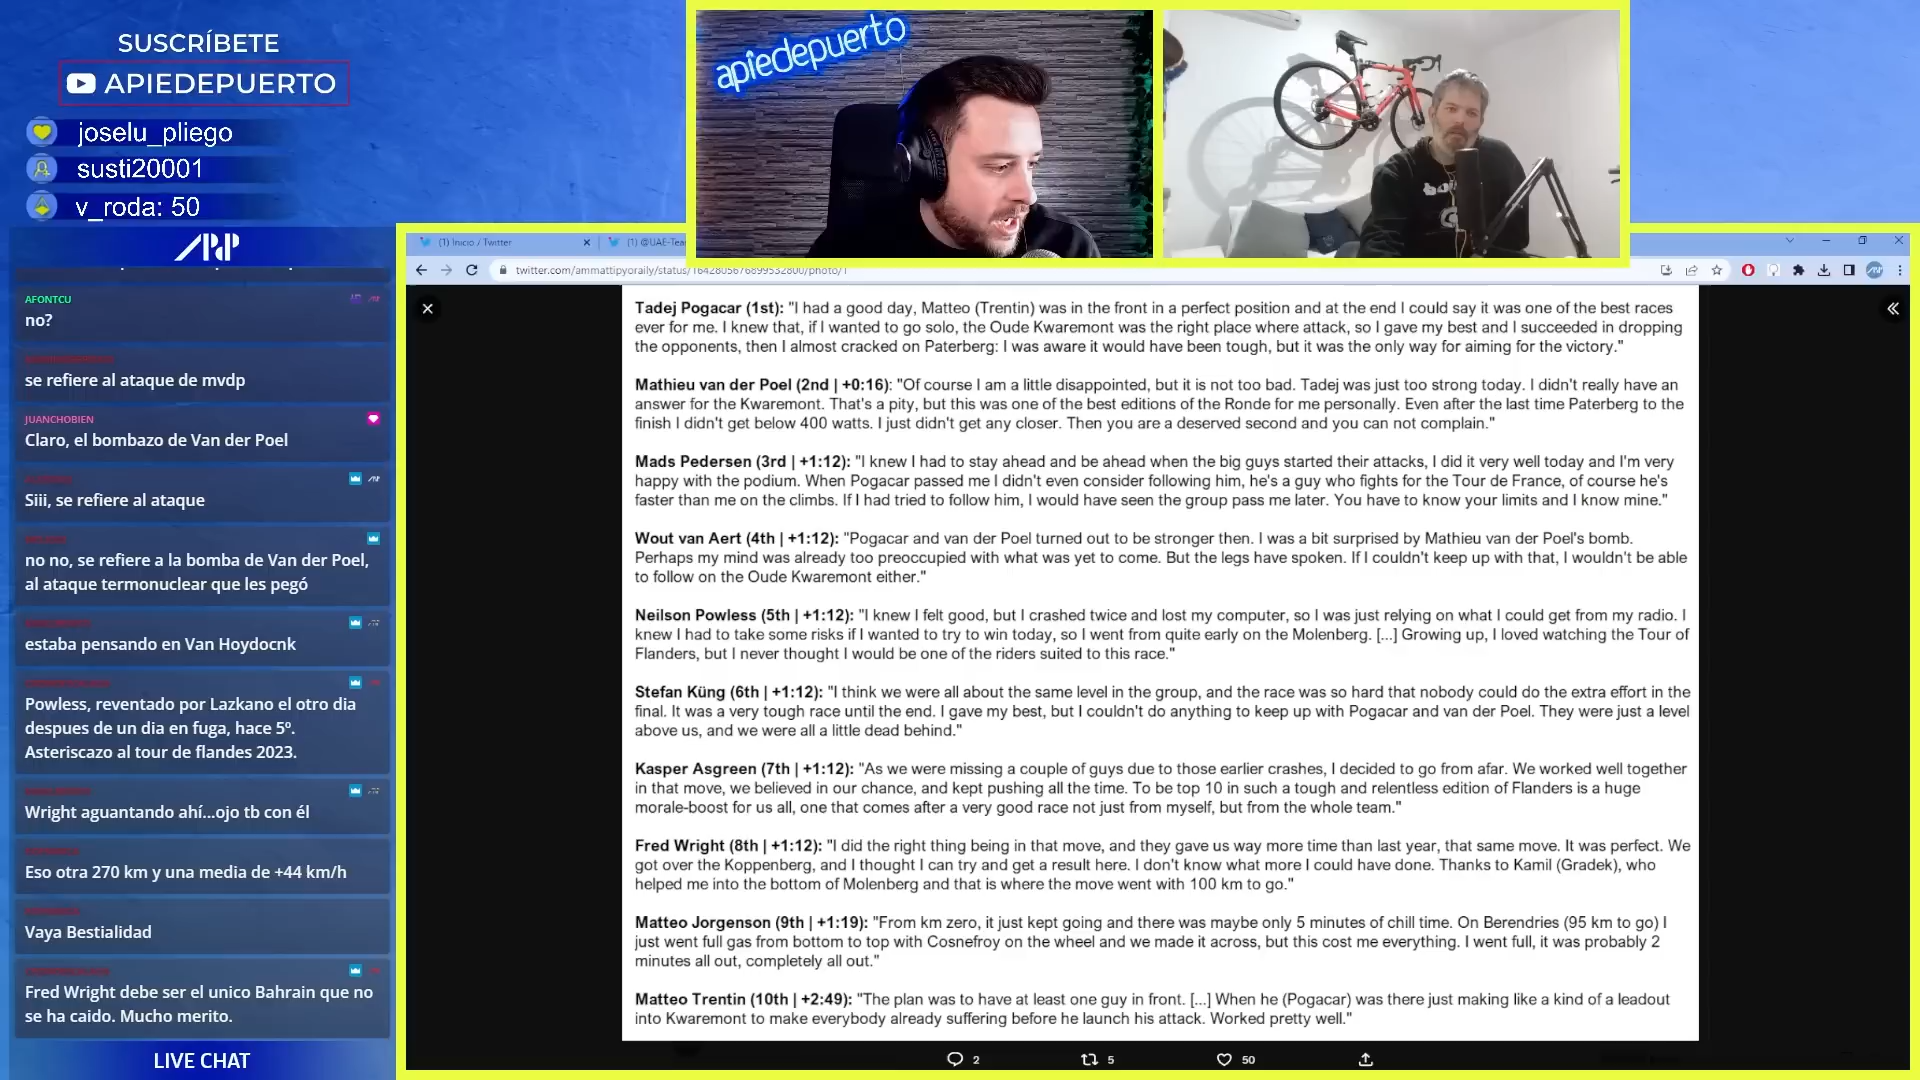 SUSCRÍBETE
APIEDEPUERTO
joselu_pliego
susti20001
v_roda: 50
apiedepuerto
AFONTCU
no?
se refiere al ataque de mvdp
JUANCHOBIEN
Claro, el bombazo de Van der Poel
Siii, se refiere al ataque
no no, se refiere a la bomba de Van der Poel,
al ataque termonuclear que les pegó
estaba pensando en Van Hoydocnk
Powless, reventado por Lazkano el otro dia
despues de un dia en fuga, hace 5º.
Asteriscazo al tour de flandes 2023.
Wright aguantando ahí...ojo tb con él
Eso otra 270 km y una media de +44 km/h
Vaya Bestialidad
Fred Wright debe ser el unico Bahrain que no
se ha caido. Mucho merito.
LIVE CHAT
(1) Inicio / Twitter
(1) @UAE-Tea
twitter.com/ammattipyoraily/status/1642805676899532800/photo/1
Tadej Pogacar (1st): "I had a good day, Matteo (Trentin) was in the front in a perfect position and at the end I could say it was one of the best races
ever for me. I knew that, if I wanted to go solo, the Oude Kwaremont was the right place where attack, so I gave my best and I succeeded in dropping
the opponents, then I almost cracked on Paterberg: I was aware it would have been tough, but it was the only way for aiming for the victory."
Mathieu van der Poel (2nd | +0:16): "Of course I am a little disappointed, but it is not too bad. Tadej was just too strong today. I didn't really have an
answer for the Kwaremont. That's a pity, but this was one of the best editions of the Ronde for me personally. Even after the last time Paterberg to the
finish I didn't get below 400 watts. I just didn't get any closer. Then you are a deserved second and you can not complain."
Mads Pedersen (3rd | +1:12): "I knew I had to stay ahead and be ahead when the big guys started their attacks, I did it very well today and I'm very
happy with the podium. When Pogacar passed me I didn't even consider following him, he's a guy who fights for the Tour de France, of course he's
faster than me on the climbs. If I had tried to follow him, I would have seen the group pass me later. You have to know your limits and I know mine."
Wout van Aert (4th | +1:12): "Pogacar and van der Poel turned out to be stronger then. I was a bit surprised by Mathieu van der Poel's bomb.
Perhaps my mind was already too preoccupied with what was yet to come. But the legs have spoken. If I couldn't keep up with that, I wouldn't be able
to follow on the Oude Kwaremont either."
Neilson Powless (5th | +1:12): "I knew I felt good, but I crashed twice and lost my computer, so I was just relying on what I could get from my radio. I
knew I had to take some risks if I wanted to try to win today, so I went from quite early on the Molenberg. [...] Growing up, I loved watching the Tour of
Flanders, but I never thought I would be one of the riders suited to this race."
Stefan Küng (6th | +1:12): "I think we were all about the same level in the group, and the race was so hard that nobody could do the extra effort in the
final. It was a very tough race until the end. I gave my best, but I couldn't do anything to keep up with Pogacar and van der Poel. They were just a level
above us, and we were all a little dead behind."
Kasper Asgreen (7th | +1:12): "As we were missing a couple of guys due to those earlier crashes, I decided to go from afar. We worked well together
in that move, we believed in our chance, and kept pushing all the time. To be top 10 in such a tough and relentless edition of Flanders is a huge
morale-boost for us all, one that comes after a very good race not just from myself, but from the whole team."
Fred Wright (8th | +1:12): "I did the right thing being in that move, and they gave us way more time than last year, that same move. It was perfect. We
got over the Koppenberg, and I thought I can try and get a result here. I don't know what more I could have done. Thanks to Kamil (Gradek), who
helped me into the bottom of Molenberg and that is where the move went with 100 km to go."
Matteo Jorgenson (9th | +1:19): "From km zero, it just kept going and there was maybe only 5 minutes of chill time. On Berendries (95 km to go) I
just went full gas from bottom to top with Cosnefroy on the wheel and we made it across, but this cost me everything. I went full, it was probably 2
minutes all out, completely all out."
Matteo Trentin (10th | +2:49): "The plan was to have at least one guy in front. [...] When he (Pogacar) was there just making like a kind of a leadout
into Kwaremont to make everybody already suffering before he launch his attack. Worked pretty well."
2
5
50